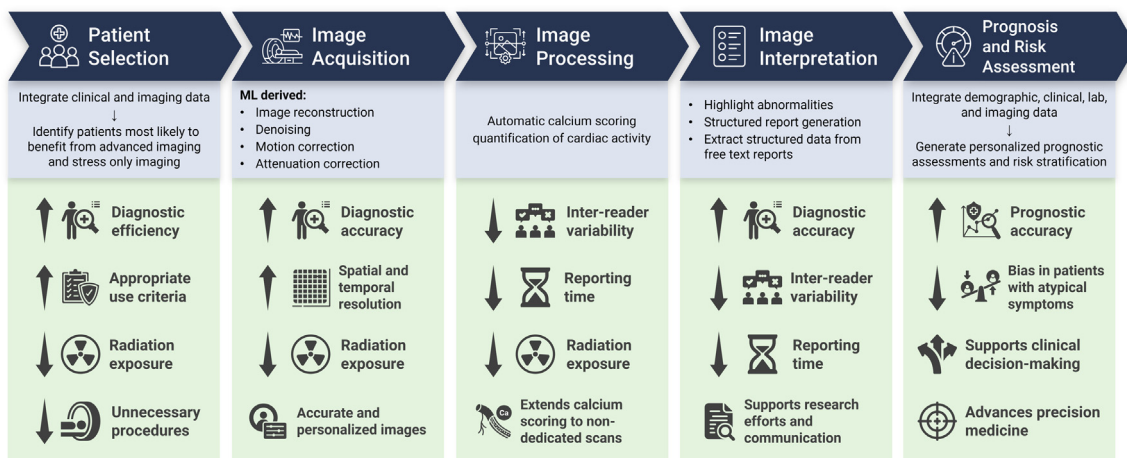 Patient
Selection
Integrate clinical and imaging data
↓
Identify patients most likely to
benefit from advanced imaging
and stress only imaging
Diagnostic
efficiency
Appropriate
use criteria
Radiation
exposure
Unnecessary
procedures
Image
Acquisition
ML derived:
• Image reconstruction
• Denoising
• Motion correction
• Attenuation correction
Diagnostic
accuracy
Spatial and
temporal
resolution
Radiation
exposure
Accurate and
personalized images
Image
Processing
Automatic calcium scoring
quantification of cardiac activity
Inter-reader
variability
Reporting
time
Radiation
exposure
Ca
Extends calcium
scoring to non-
dedicated scans
Image
Interpretation
• Highlight abnormalities
• Structured report generation
• Extract structured data from
free text reports
Diagnostic
accuracy
Inter-reader
variability
Reporting
time
Supports research
efforts and
communication
Prognosis
and Risk
Assessment
Integrate demographic, clinical, lab,
and imaging data
↓
Generate personalized prognostic
assessments and risk stratification
Prognostic
accuracy
Bias in patients
with atypical
symptoms
Supports clinical
decision-making
Advances precision
medicine